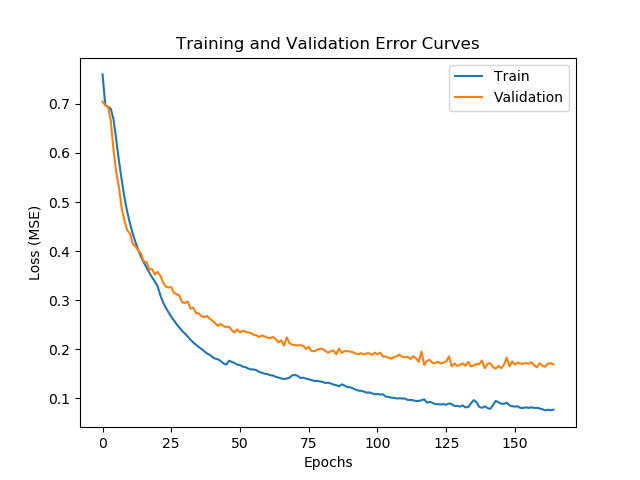 Training and Validation Error Curves
Train
Validation
Loss (MSE)
0.7
0.6
0.5
0.4
0.3
0.2
0.1
0 25 50 75 100 125 150
Epochs